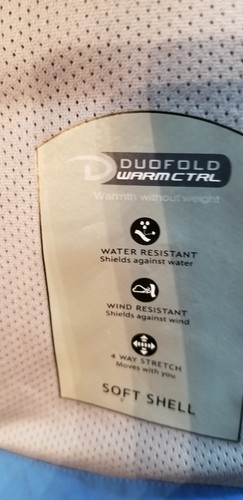 DUOFOLD
WARMCTRL
Warmth without weight
WATER RESISTANT
Shields against water
WIND RESISTANT
Shields against wind
4 WAY STRETCH
Moves with you
SOFT SHELL